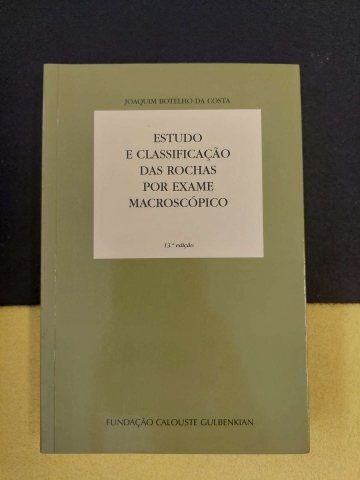 JOAQUIM BOTELHO DA COSTA
ESTUDO
E CLASSIFICAÇÃO
DAS ROCHAS
POR EXAME
MACROSCÓPICO
13.ª edição
FUNDAÇÃO CALOUSTE GULBENKIAN